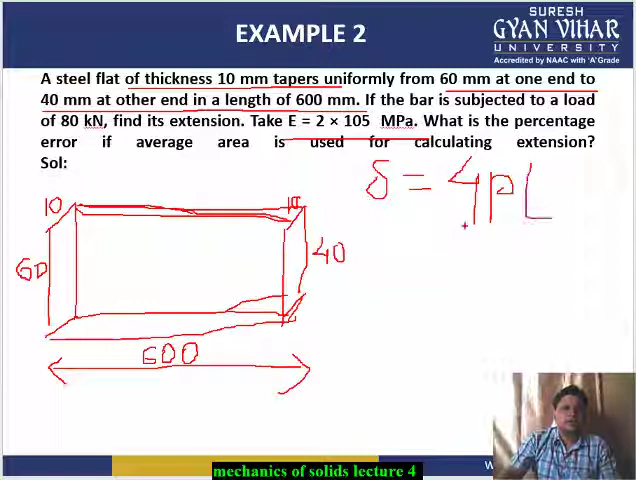 SURESH
GYAN VIHAR
UNIVERSITY
Accredited by NAAC with 'A' Grade
EXAMPLE 2
A steel flat of thickness 10 mm tapers uniformly from 60 mm at one end to
40 mm at other end in a length of 600 mm. If the bar is subjected to a load
of 80 kN, find its extension. Take E = 2 × 105 MPa. What is the percentage
error if average area is used for calculating extension?
Sol:
δ = 4PL
10
10
60
40
600
mechanics of solids lecture 4
W